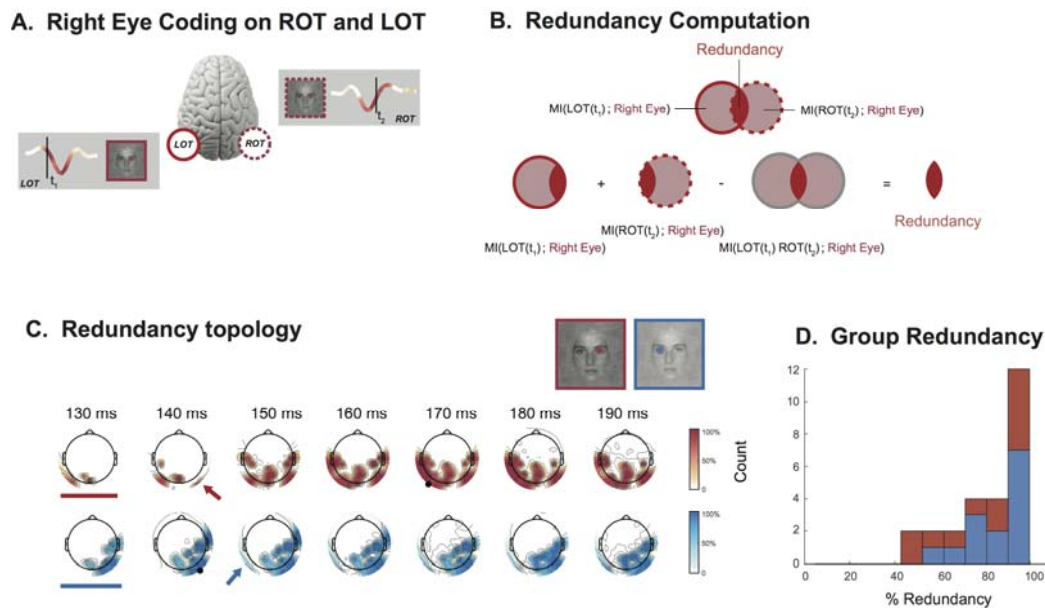 A. Right Eye Coding on ROT and LOT
LOT
t1
LOT
ROT
t2
ROT
B. Redundancy Computation
Redundancy
MI(LOT(t1) ; Right Eye)
MI(ROT(t2) ; Right Eye)
+
-
=
MI(LOT(t1) ; Right Eye)
MI(ROT(t2) ; Right Eye)
MI(LOT(t1) ROT(t2) ; Right Eye)
Redundancy
C. Redundancy topology
130 ms 140 ms 150 ms 160 ms 170 ms 180 ms 190 ms
100%
50%
0
100%
50%
0
D. Group Redundancy
Count
12
10
8
6
4
2
0
0 20 40 60 80 100
% Redundancy